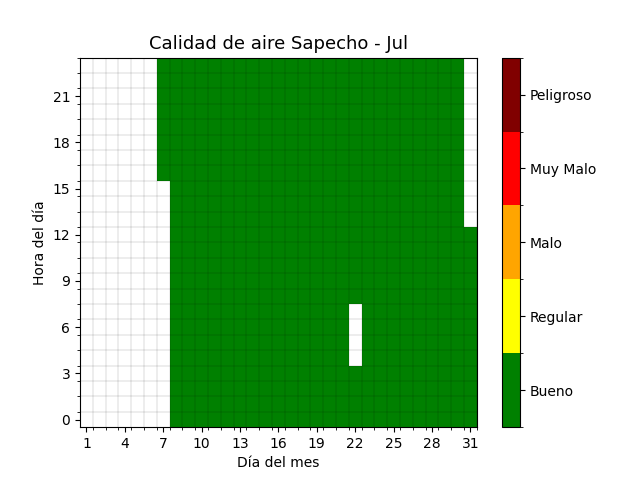 Calidad de aire Sapecho - Jul
Hora del día
21
18
15
12
9
6
3
0
1 4 7 10 13 16 19 22 25 28 31
Día del mes
Peligroso
Muy Malo
Malo
Regular
Bueno